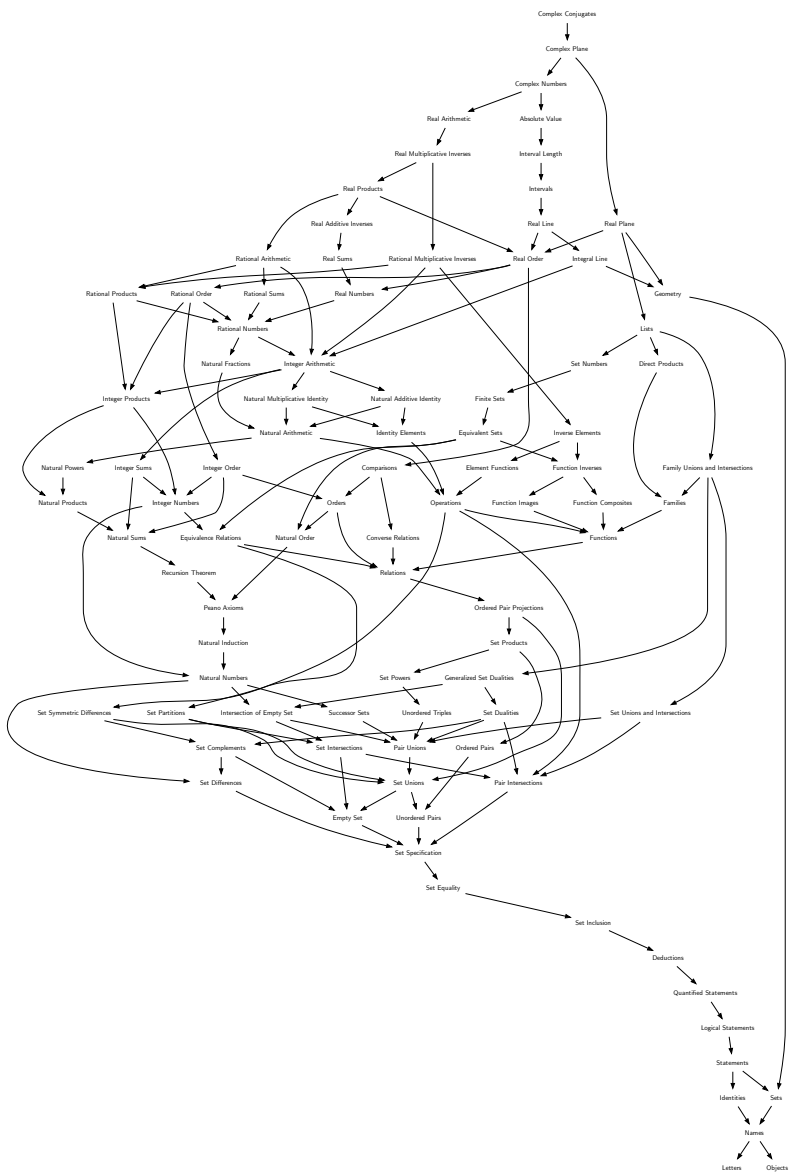 Complex Conjugates
Complex Plane
Complex Numbers
Real Arithmetic
Absolute Value
Real Multiplicative Inverses
Interval Length
Real Products
Intervals
Real Additive Inverses
Real Line
Real Plane
Rational Arithmetic
Real Sums
Rational Multiplicative Inverses
Real Order
Integral Line
Rational Products
Rational Order
Rational Sums
Real Numbers
Geometry
Rational Numbers
Lists
Natural Fractions
Integer Arithmetic
Set Numbers
Direct Products
Integer Products
Natural Multiplicative Identity
Natural Additive Identity
Finite Sets
Natural Arithmetic
Identity Elements
Equivalent Sets
Inverse Elements
Natural Powers
Integer Sums
Integer Order
Comparisons
Element Functions
Function Inverses
Family Unions and Intersections
Natural Products
Integer Numbers
Orders
Operations
Function Images
Function Composites
Families
Natural Sums
Equivalence Relations
Natural Order
Converse Relations
Functions
Recursion Theorem
Relations
Peano Axioms
Ordered Pair Projections
Natural Induction
Set Products
Natural Numbers
Set Powers
Generalized Set Dualities
Set Symmetric Differences
Set Partitions
Intersection of Empty Set
Successor Sets
Unordered Triples
Set Dualities
Set Unions and Intersections
Set Complements
Set Intersections
Pair Unions
Ordered Pairs
Set Differences
Set Unions
Pair Intersections
Empty Set
Unordered Pairs
Set Specification
Set Equality
Set Inclusion
Deductions
Quantified Statements
Logical Statements
Statements
Identities
Sets
Names
Letters
Objects